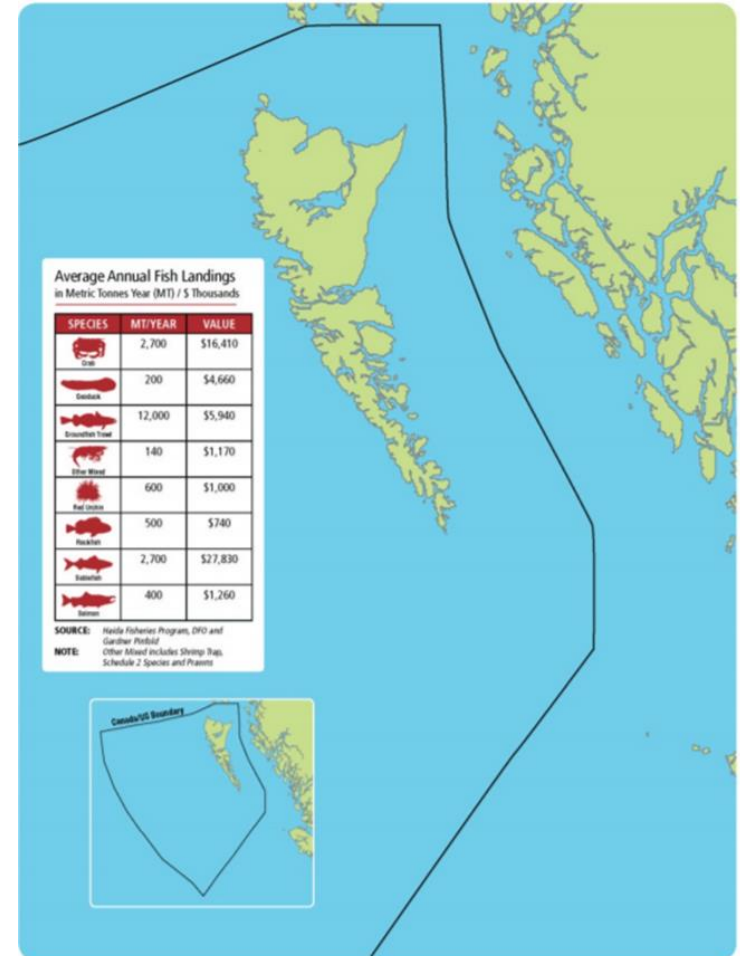 Average Annual Fish Landings
in Metric Tonnes Year (MT) / $ Thousands
SPECIES MT/YEAR VALUE
Crab 2,700 $16,410
Geoduck 200 $4,660
Groundfish Trawl 12,000 $5,940
Other Mixed 140 $1,170
Red Urchin 600 $1,000
Rockfish 500 $740
Sablefish 2,700 $27,830
Salmon 400 $1,260
SOURCE: Haida Fisheries Program, DFO and
Gardner Pinfold
NOTE: Other Mixed includes Shrimp Trap,
Schedule 2 Species and Prawns
Canada/US Boundary